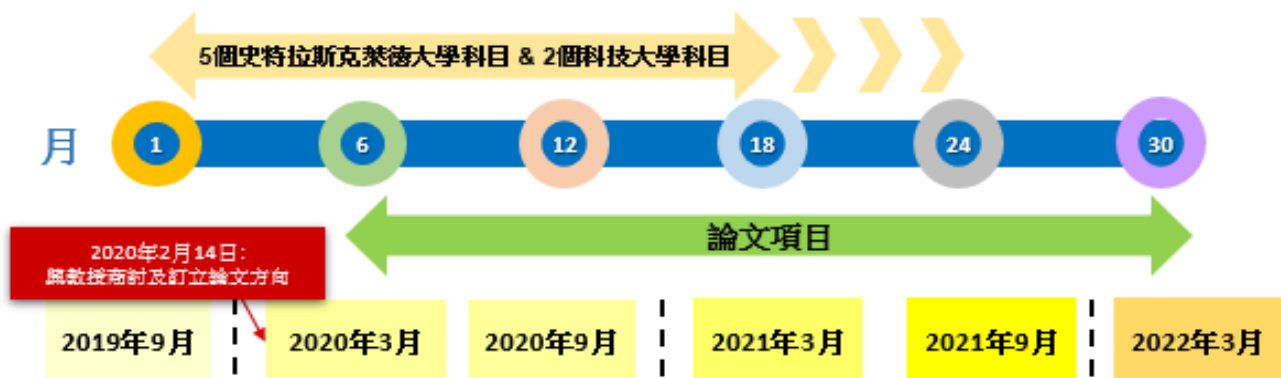 5個史特拉斯克萊德大學科目 & 2個科技大學科目
月
1
6
12
18
24
30
論文項目
2020年2月14日:
與教授商討及訂立論文方向
2019年9月
2020年3月
2020年9月
2021年3月
2021年9月
2022年3月